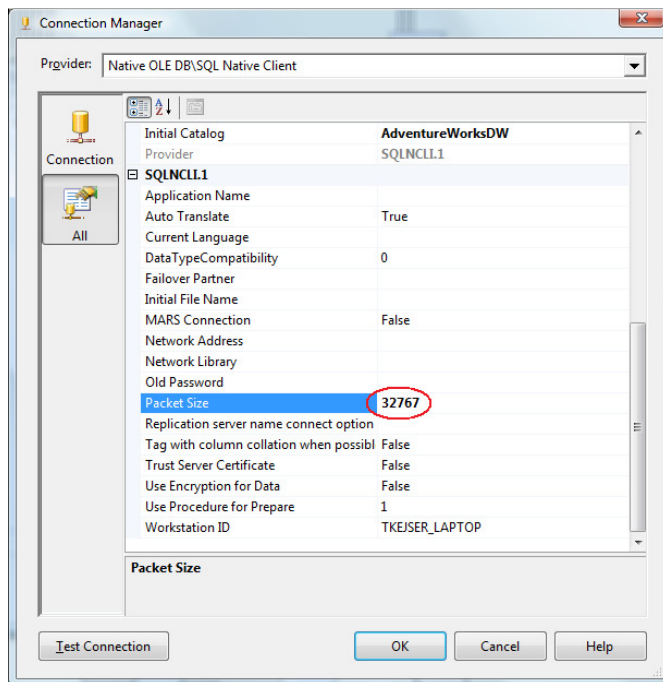 Connection Manager
Provider: Native OLE DB\SQL Native Client
Connection
All
Initial Catalog AdventureWorksDW
Provider SQLNCLI.1
SQLNCLI.1
Application Name
Auto Translate True
Current Language
DataTypeCompatibility 0
Failover Partner
Initial File Name
MARS Connection False
Network Address
Network Library
Old Password
Packet Size 32767
Replication server name connect option
Tag with column collation when possibl False
Trust Server Certificate False
Use Encryption for Data False
Use Procedure for Prepare 1
Workstation ID TKEJSER_LAPTOP
Packet Size
Test Connection OK Cancel Help